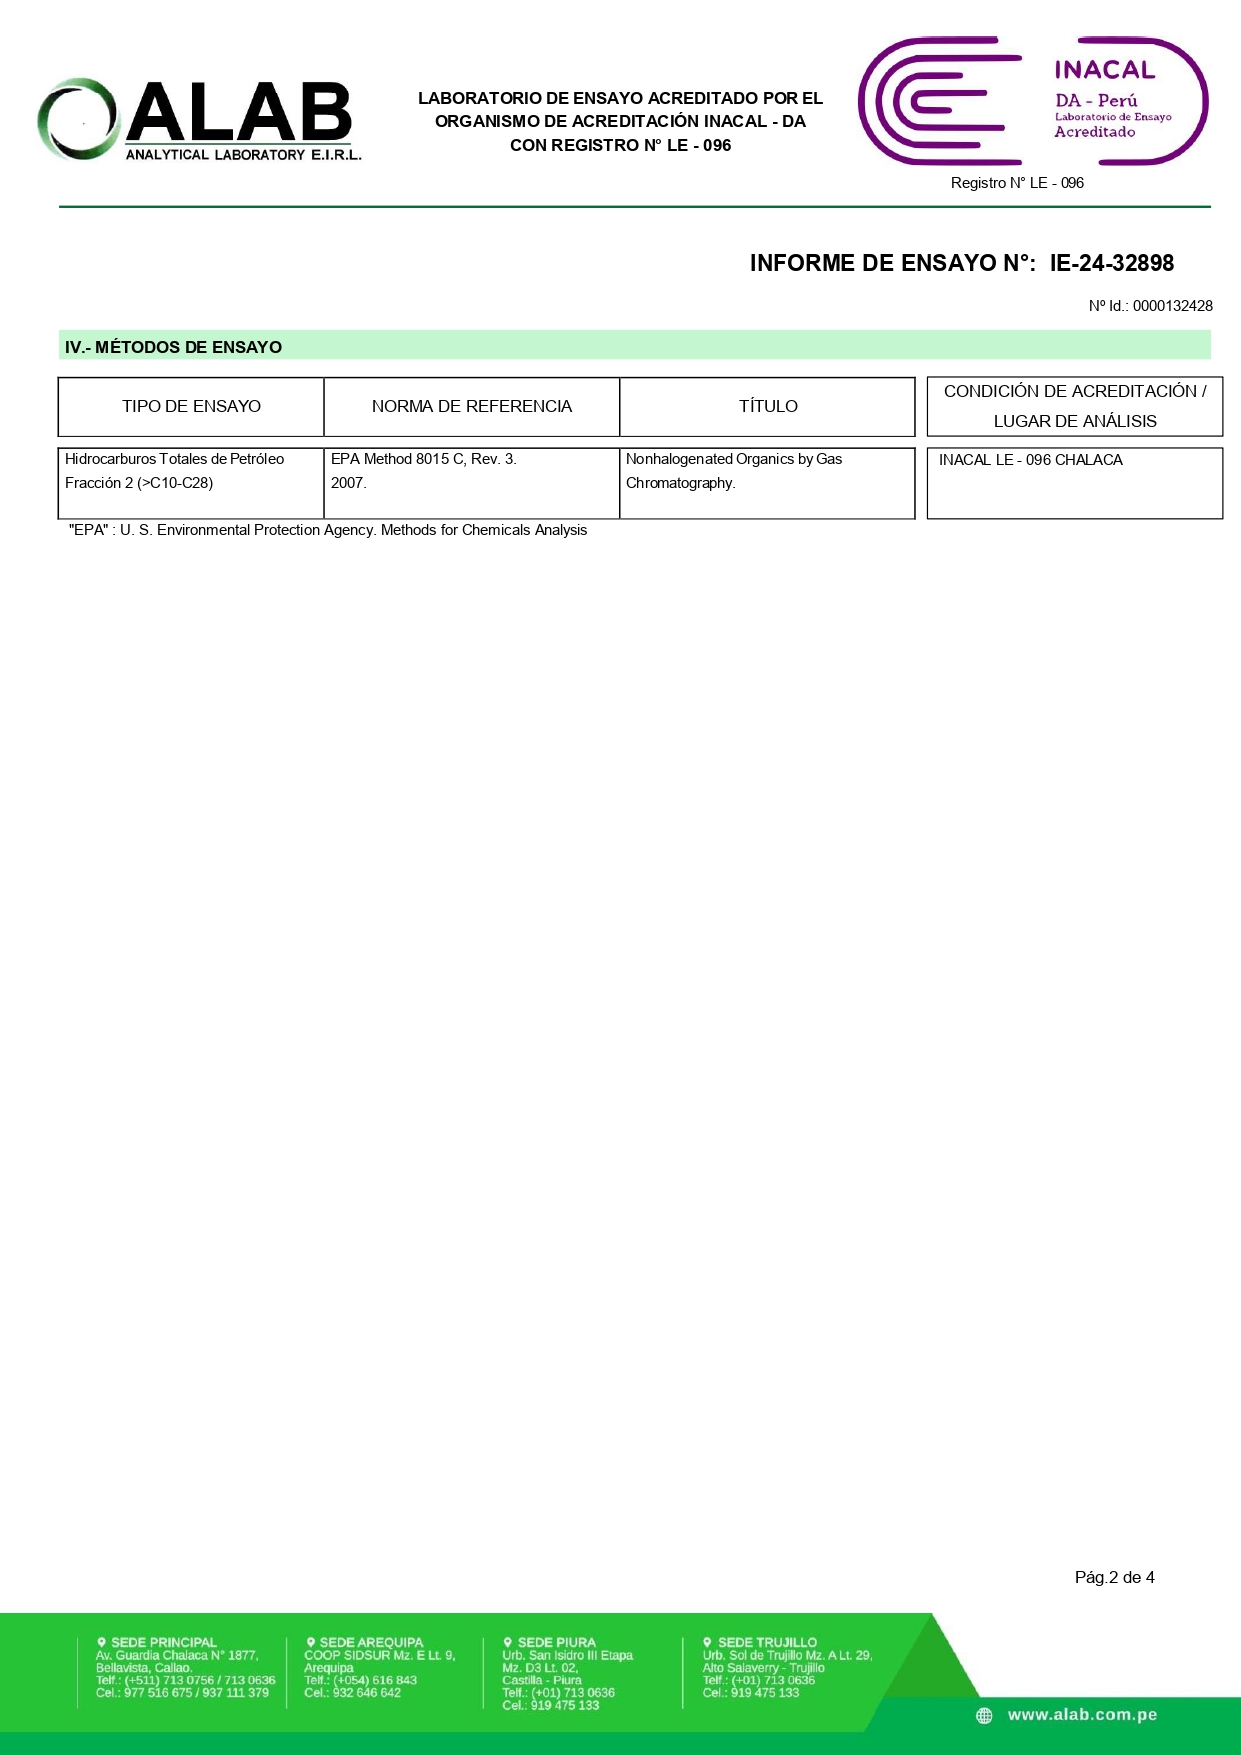 ALAB
ANALYTICAL LABORATORY E.I.R.L.
LABORATORIO DE ENSAYO ACREDITADO POR EL
ORGANISMO DE ACREDITACIÓN INACAL - DA
CON REGISTRO N° LE - 096
INACAL
DA - Perú
Laboratorio de Ensayo
Acreditado
Registro N° LE - 096
INFORME DE ENSAYO N°: IE-24-32898
Nº Id.: 0000132428
IV.- MÉTODOS DE ENSAYO
TIPO DE ENSAYO
NORMA DE REFERENCIA
TÍTULO
CONDICIÓN DE ACREDITACIÓN /
LUGAR DE ANÁLISIS
Hidrocarburos Totales de Petróleo
Fracción 2 (>C10-C28)
EPA Method 8015 C, Rev. 3.
2007.
Nonhalogenated Organics by Gas
Chromatography.
INACAL LE - 096 CHALACA
"EPA" : U. S. Environmental Protection Agency. Methods for Chemicals Analysis
Pág.2 de 4
SEDE PRINCIPAL
Av. Guardia Chalaca N° 1877,
Bellavista, Callao.
Telf.: (+511) 713 0756 / 713 0636
Cel.: 977 516 675 / 937 111 379
SEDE AREQUIPA
COOP SIDSUR Mz. E Lt. 9,
Arequipa
Telf.: (+054) 616 843
Cel.: 932 646 642
SEDE PIURA
Urb. San Isidro III Etapa
Mz. D3 Lt. 02,
Castilla - Piura
Telf.: (+01) 713 0636
Cel.: 919 475 133
SEDE TRUJILLO
Urb. Sol de Trujillo Mz. A Lt. 29,
Alto Salaverry - Trujillo
Telf.: (+01) 713 0636
Cel.: 919 475 133
www.alab.com.pe